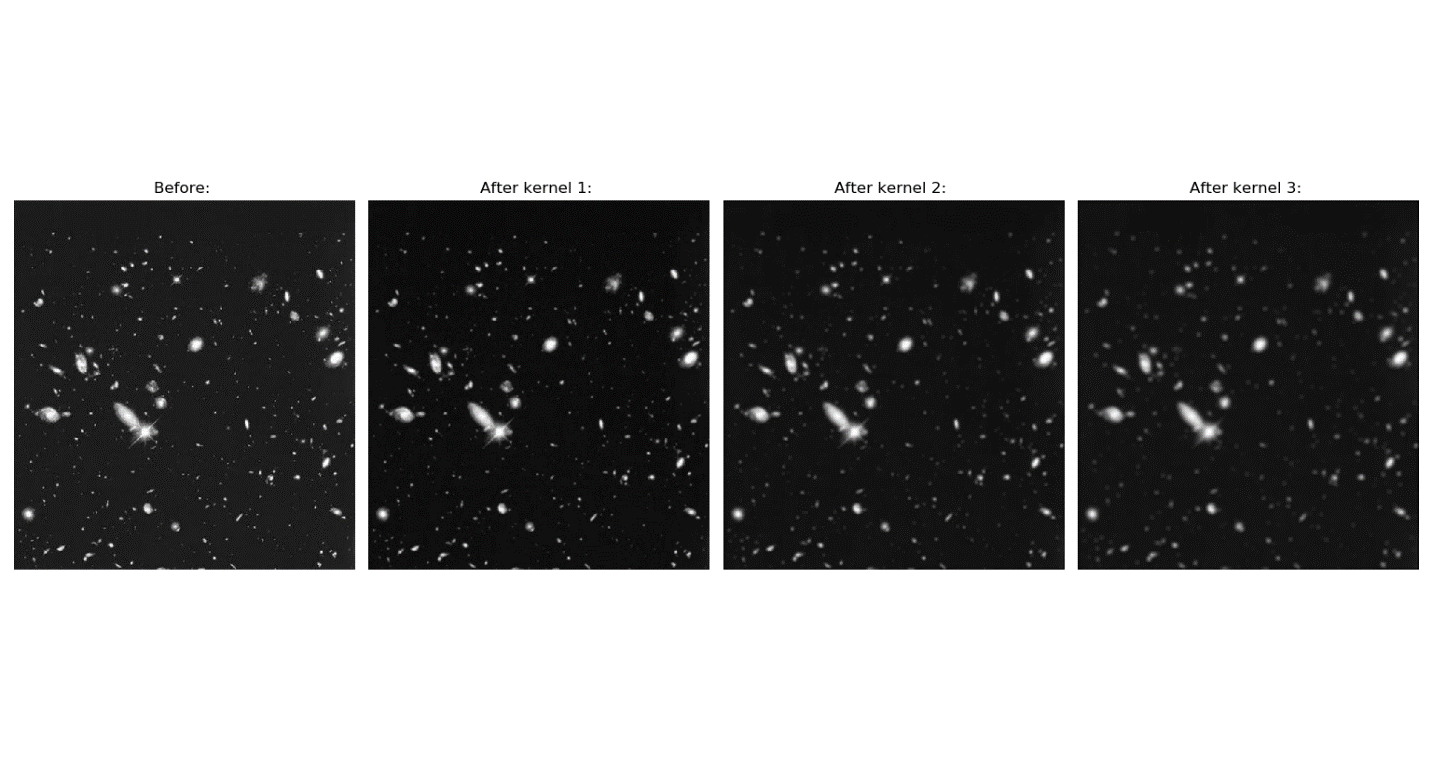 Before:
After kernel 1:
After kernel 2:
After kernel 3: